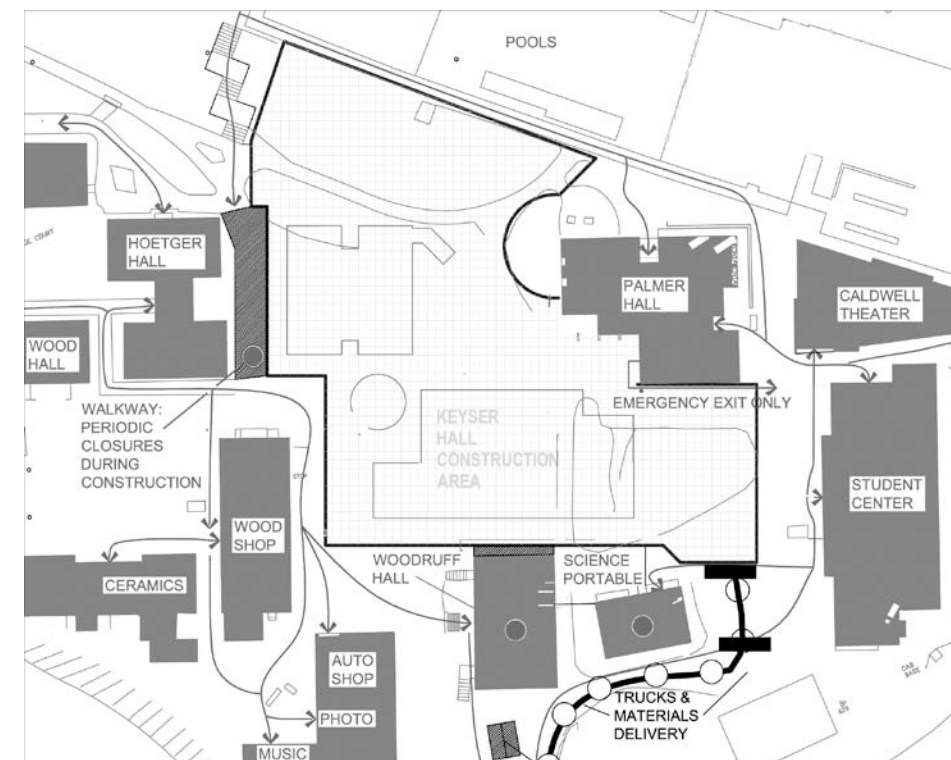 POOLS
HOETGER
HALL
PALMER
HALL
CALDWELL
THEATER
WOOD
HALL
EMERGENCY EXIT ONLY
WALKWAY:
PERIODIC
CLOSURES
DURING
CONSTRUCTION
KEYSER
HALL
CONSTRUCTION
AREA
STUDENT
CENTER
WOOD
SHOP
WOODRUFF
HALL
SCIENCE
PORTABLE
CERAMICS
AUTO
SHOP
PHOTO
MUSIC
TRUCKS &
MATERIALS
DELIVERY